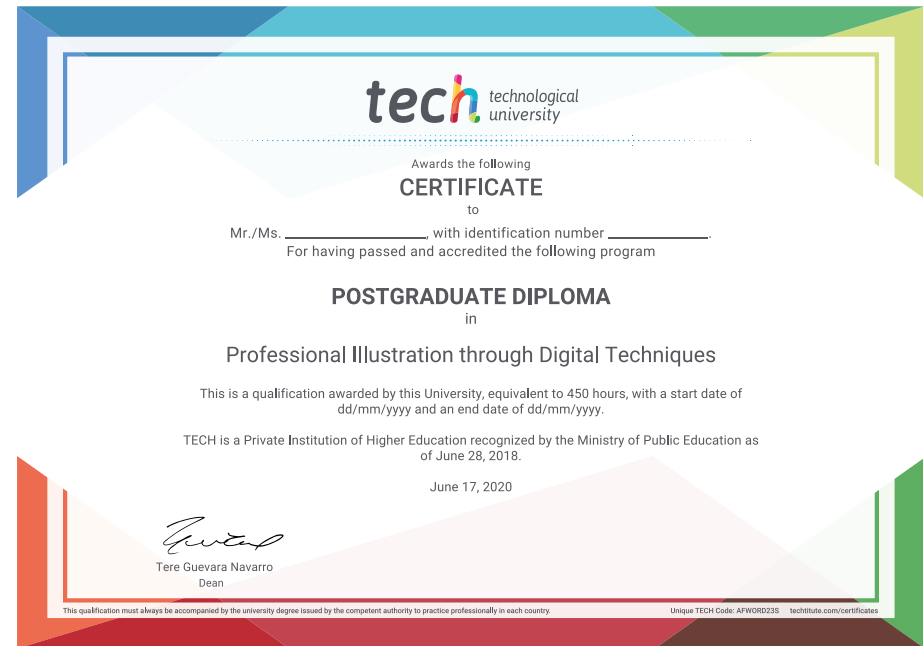 tech technological
university
Awards the following
CERTIFICATE
to
Mr./Ms. ____________________, with identification number ______________.
For having passed and accredited the following program
POSTGRADUATE DIPLOMA
in
Professional Illustration through Digital Techniques
This is a qualification awarded by this University, equivalent to 450 hours, with a start date of
dd/mm/yyyy and an end date of dd/mm/yyyy.
TECH is a Private Institution of Higher Education recognized by the Ministry of Public Education as
of June 28, 2018.
June 17, 2020
Tere Guevara Navarro
Dean
This qualification must always be accompanied by the university degree issued by the competent authority to practice professionally in each country.
Unique TECH Code: AFWORD23S techtitute.com/certificates